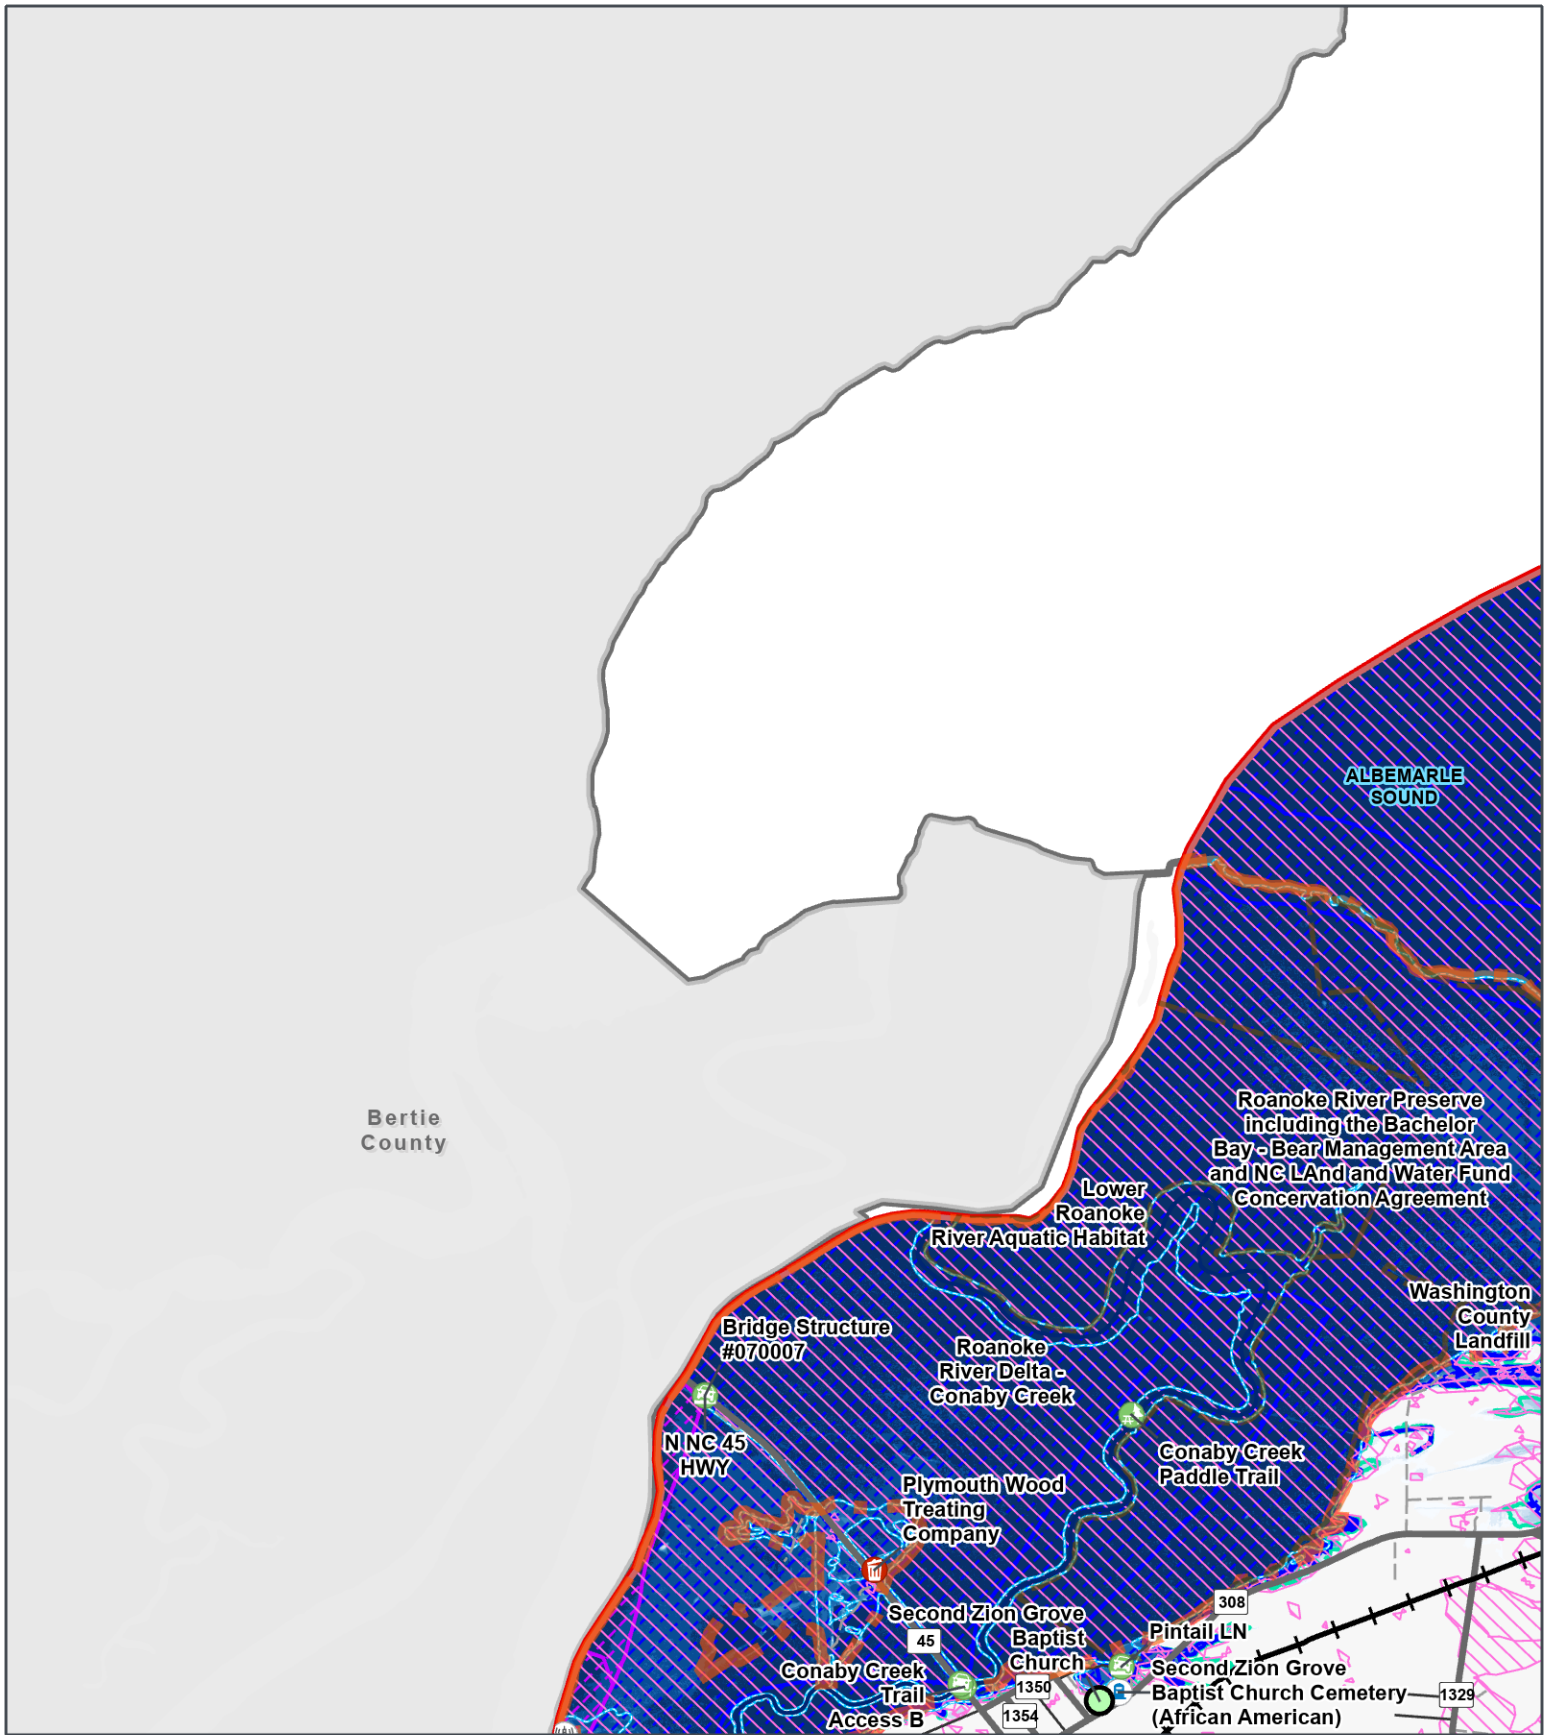 ALBEMARLE
SOUND
Bertie
County
Roanoke River Preserve
including the Bachelor
Bay - Bear Management Area
and NC LAnd and Water Fund
Concervation Agreement
Lower
Roanoke
River Aquatic Habitat
Washington
County
Landfill
Bridge Structure
#070007
Roanoke
River Delta -
Conaby Creek
N NC 45
HWY
Conaby Creek
Paddle Trail
Plymouth Wood
Treating
Company
308
Second Zion Grove
Baptist
Church
45
Pintail LN
Conaby Creek
Trail
Access B
1350
1354
Second Zion Grove
Baptist Church Cemetery
(African American)
1329